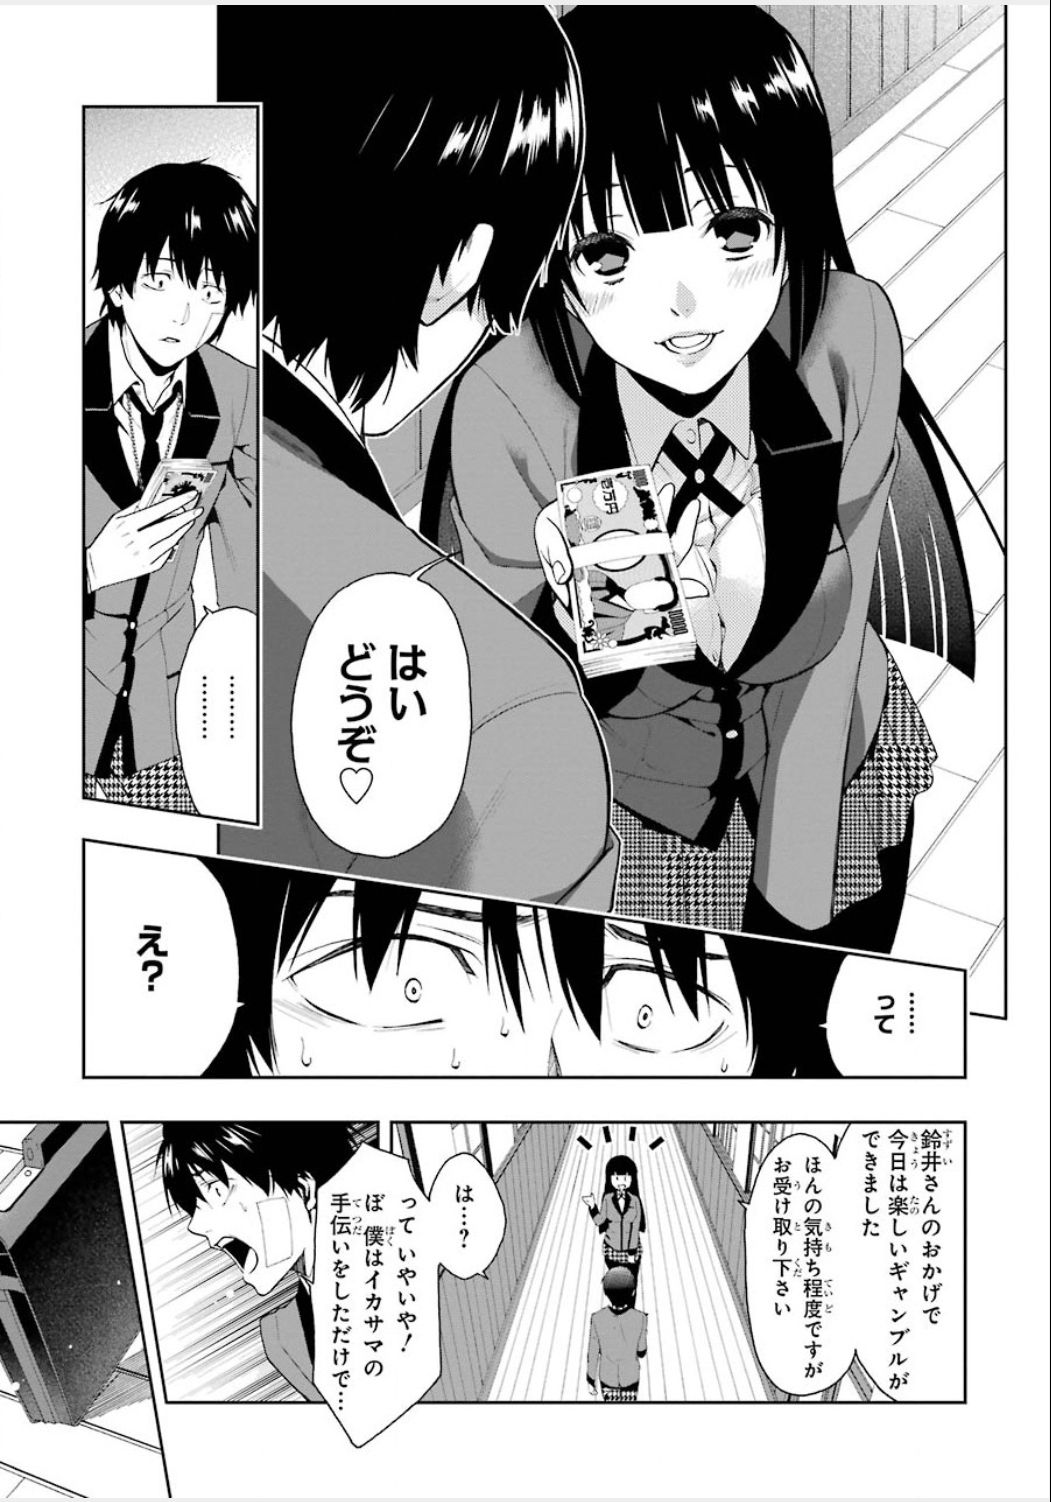 はい
どうぞ♡
壱万円
10000
………
………
……
って
え？
鈴井さんのおかげで
今日は楽しいギャンブルが
できました
ほんの気持ち程度ですが
お受け取り下さい
は…？
って いやいや！
ぼ 僕はイカサマの
手伝いをしただけで…